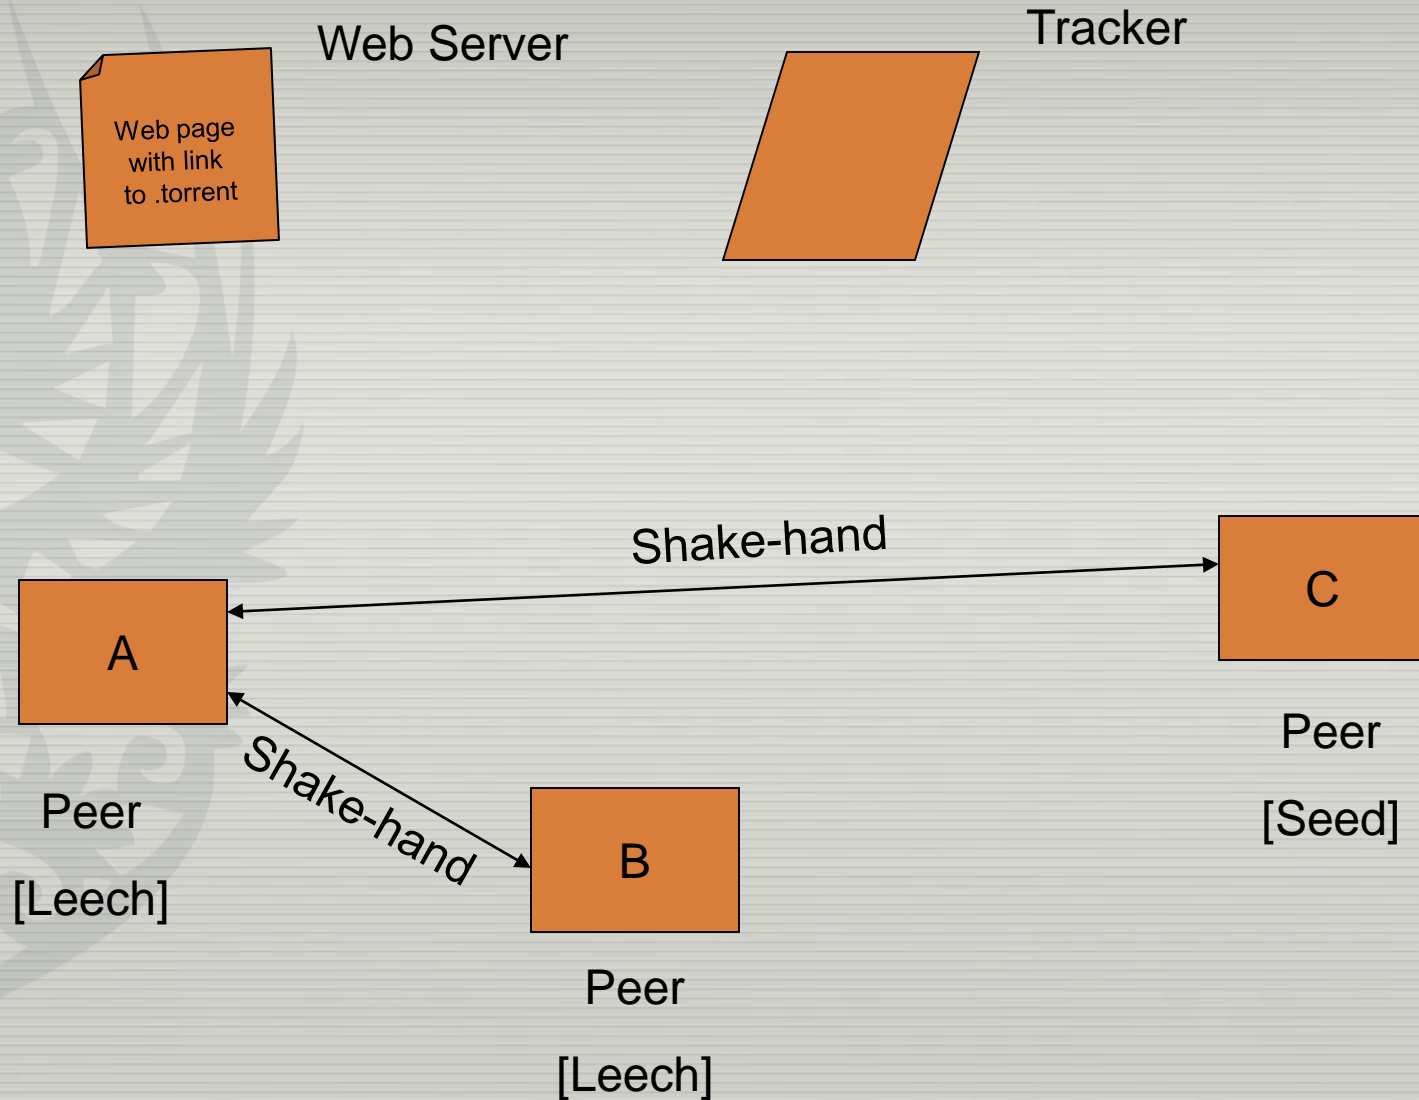 Web Server
Tracker
Web page
with link
to .torrent
Shake-hand
C
A
Peer
[Seed]
Shake-hand
Peer
[Leech]
B
Peer
[Leech]